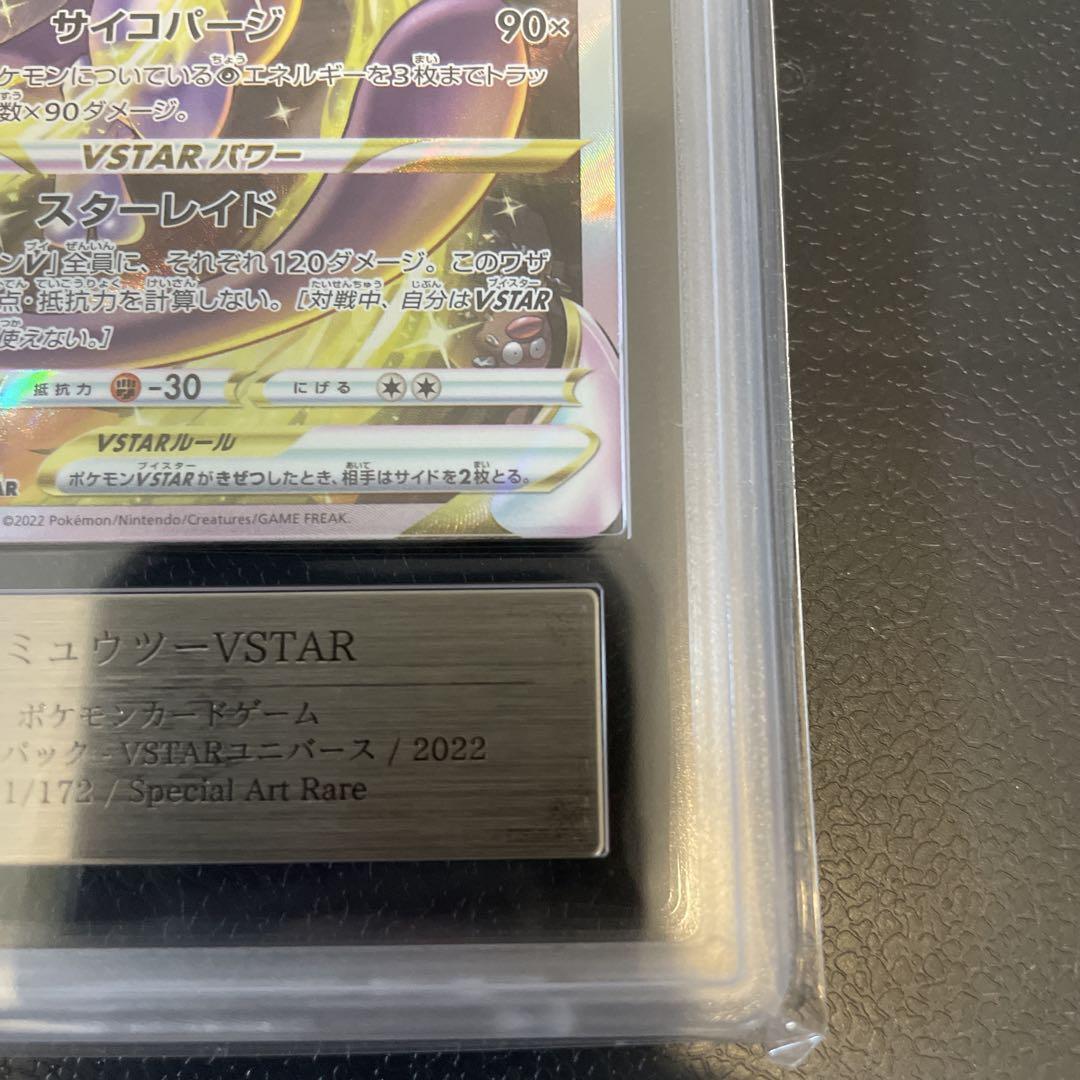 サイコパージ 90×
ケモンについているエネルギーを3枚までトラッ
数×90ダメージ。
VSTARパワー
スターレイド
ンV」全員に、それぞれ120ダメージ。このワザ
点・抵抗力を計算しない。[対戦中、自分はVSTAR
使えない。]
抵抗力 -30 にげる
VSTARルール
ポケモンVSTARがきぜつしたとき、相手はサイドを2枚とる。
AR
©2022 Pokémon/Nintendo/Creatures/GAME FREAK.
ミュウツーVSTAR
ポケモンカードゲーム
パック - VSTARユニバース / 2022
1/172 / Special Art Rare